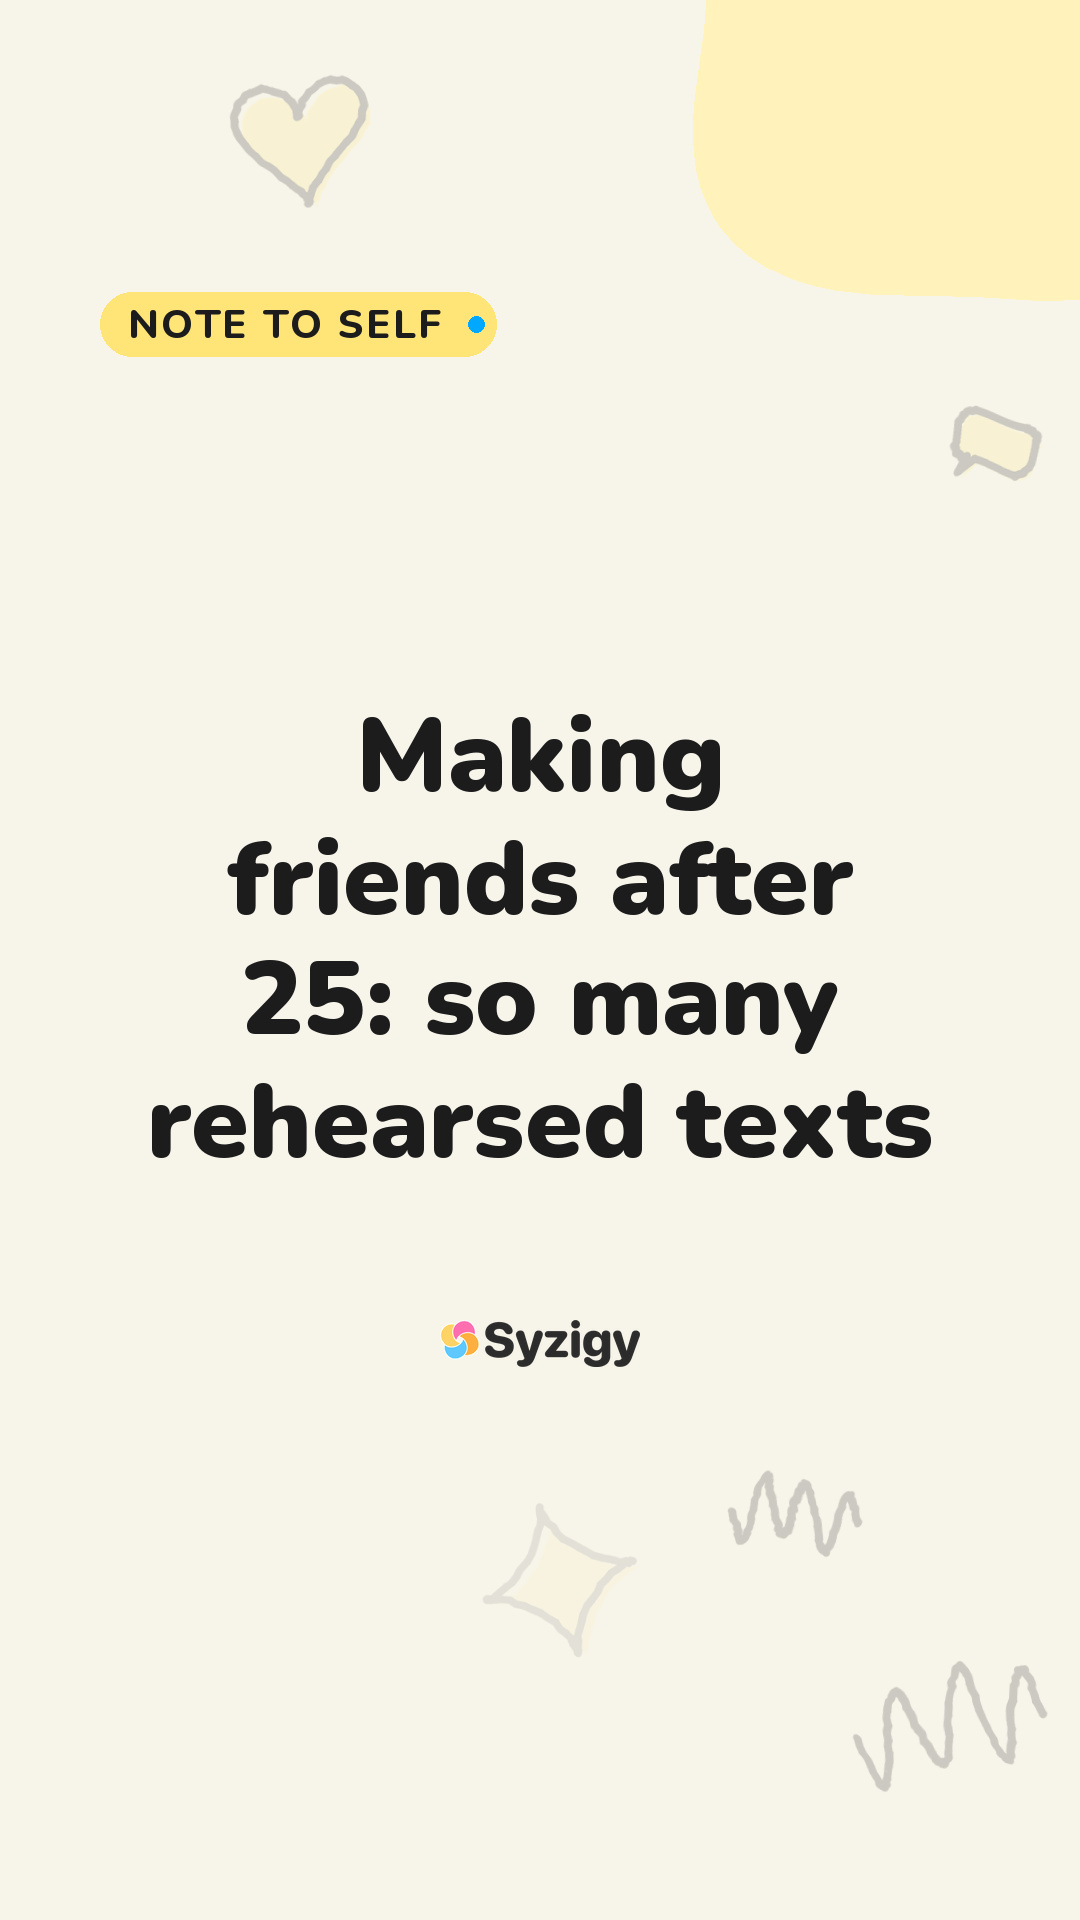 NOTE TO SELF
Making
friends after
25: so many
rehearsed texts
Syzigy